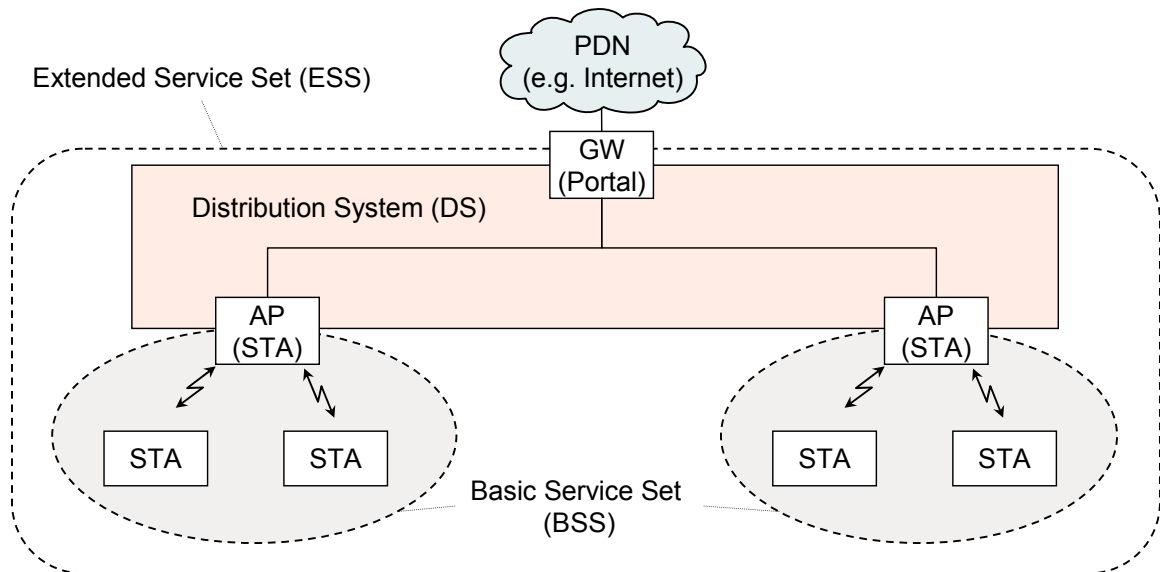 PDN
(e.g. Internet)
Extended Service Set (ESS)
GW
(Portal)
Distribution System (DS)
AP
(STA)
AP
(STA)
STA
STA
STA
STA
Basic Service Set
(BSS)